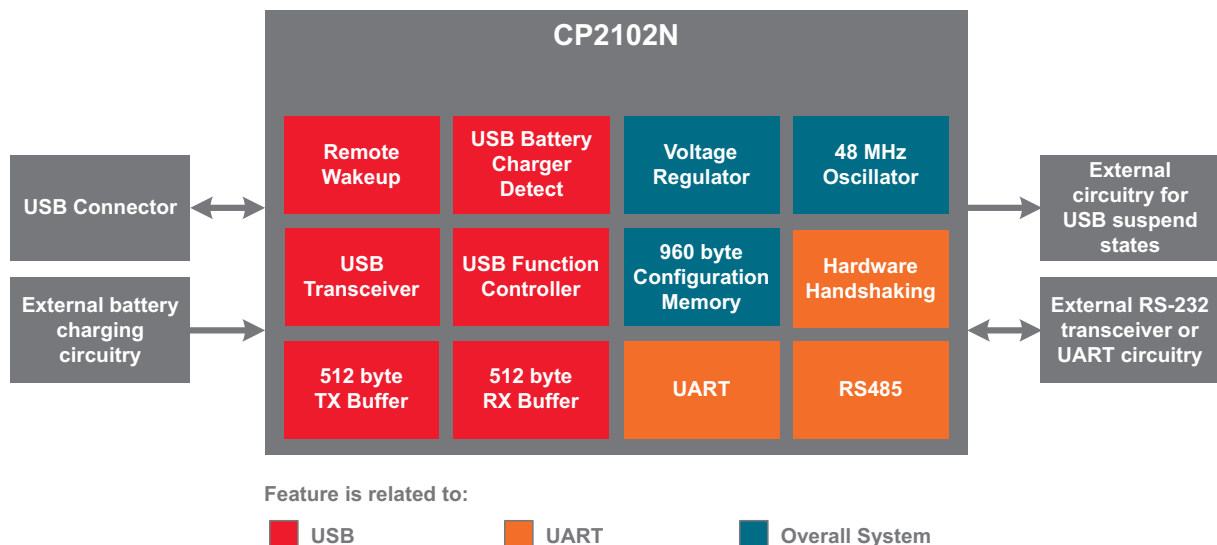 CP2102N
Remote
Wakeup
USB Battery
Charger
Detect
Voltage
Regulator
48 MHz
Oscillator
USB
Transceiver
USB Function
Controller
960 byte
Configuration
Memory
Hardware
Handshaking
512 byte
TX Buffer
512 byte
RX Buffer
UART
RS485
USB Connector
External battery
charging
circuitry
External
circuitry for
USB suspend
states
External RS-232
transceiver or
UART circuitry
Feature is related to:
USB
UART
Overall System